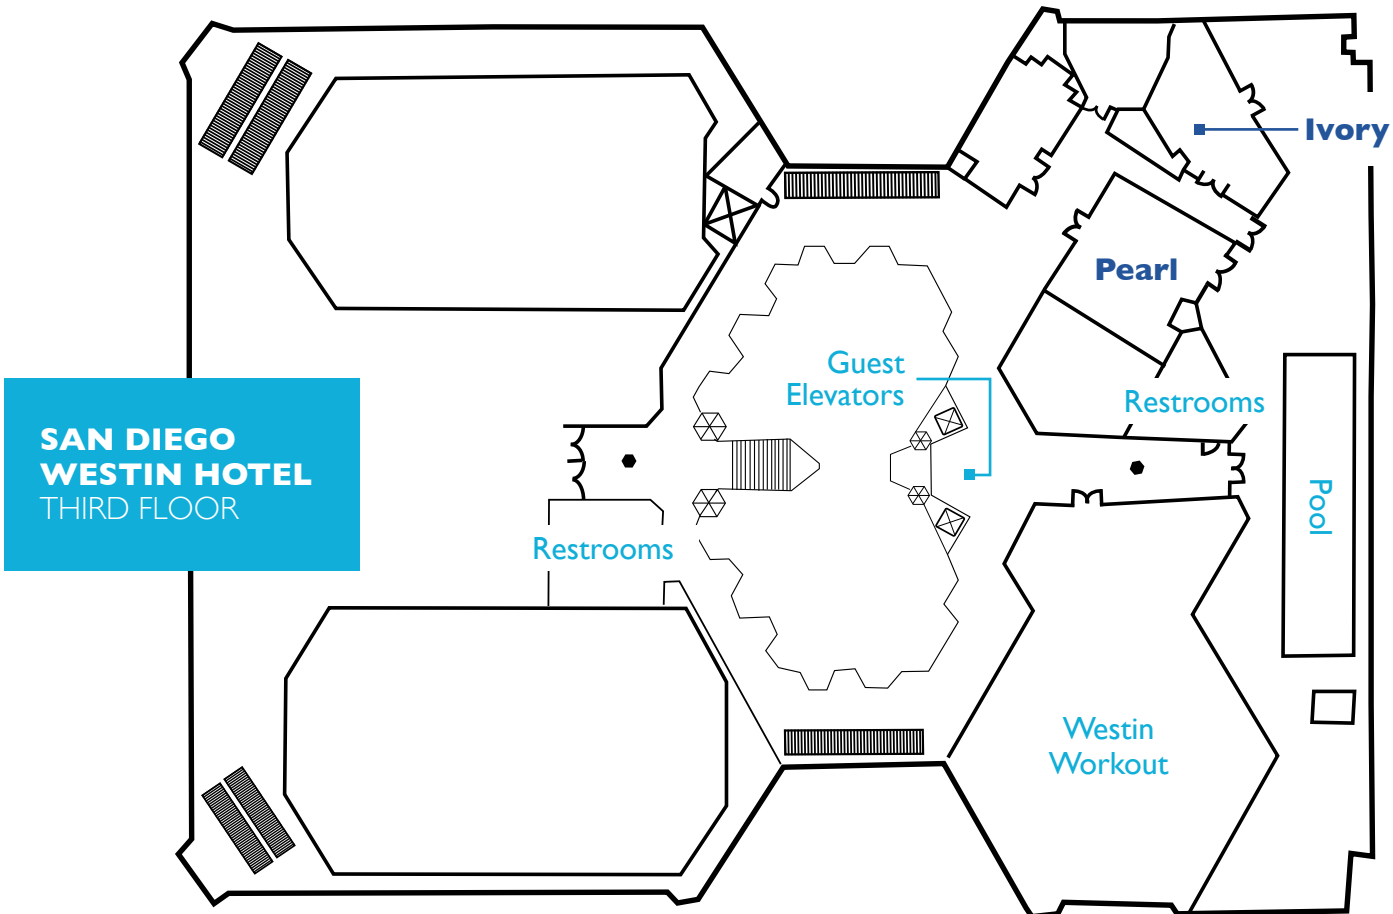 Ivory
Pearl
Guest
Elevators
Restrooms
SAN DIEGO
WESTIN HOTEL
THIRD FLOOR
Pool
Restrooms
Westin
Workout